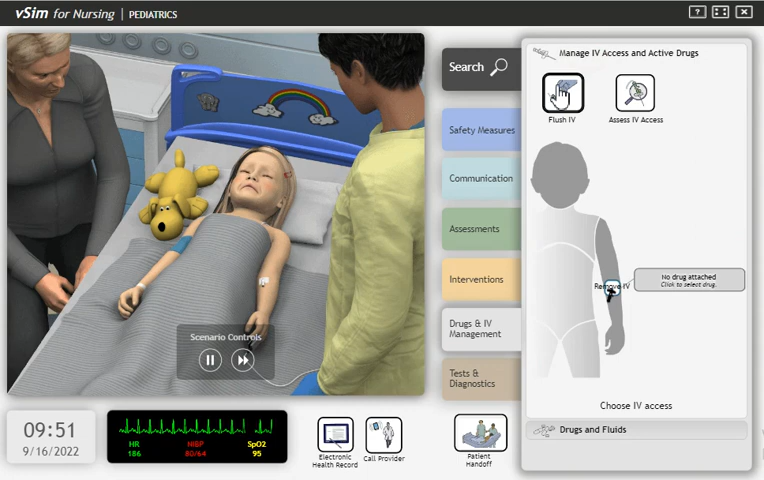 vSim for Nursing | PEDIATRICS
?
Manage IV Access and Active Drugs
Search
Flush IV
Assess IV Access
Safety Measures
Communication
Assessments
Interventions
No drug attached
Click to select drug.
Remove IV
Drugs & IV
Management
Scenario Controls
Tests &
Diagnostics
Choose IV access
Drugs and Fluids
09:51
9/16/2022
HR
186
NIBP
80/64
SpO2
95
Electronic
Health Record
Call Provider
Patient
Handoff